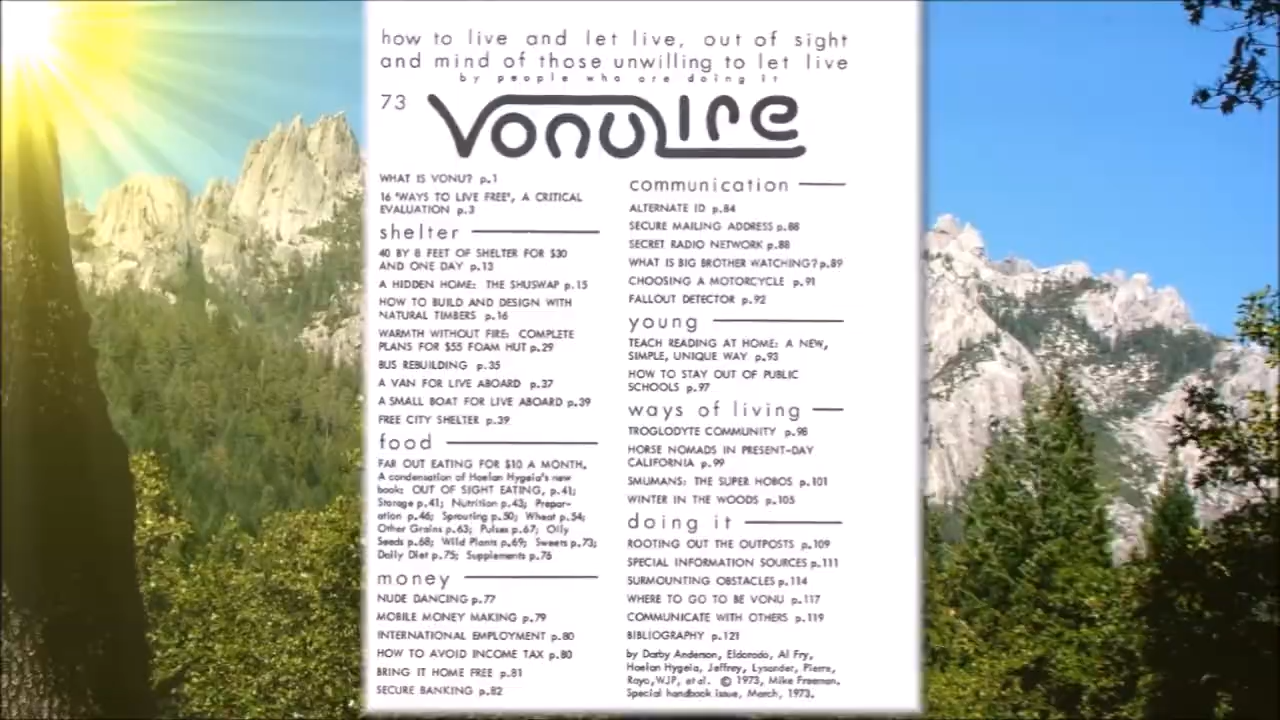 how to live and let live, out of sight
and mind of those unwilling to let live
by people who are doing it
73 VONULIFE
WHAT IS VONU? p.1
16 "WAYS TO LIVE FREE", A CRITICAL
EVALUATION p.3
shelter
40 BY 8 FEET OF SHELTER FOR $30
AND ONE DAY p.13
A HIDDEN HOME: THE SHUSWAP p.15
HOW TO BUILD AND DESIGN WITH
NATURAL TIMBERS p.16
WARMTH WITHOUT FIRE: COMPLETE
PLANS FOR $55 FOAM HUT p.29
BUS REBUILDING p.35
A VAN FOR LIVE ABOARD p.37
A SMALL BOAT FOR LIVE ABOARD p.39
FREE CITY SHELTER p.39
food
FAR OUT EATING FOR $10 A MONTH.
A condensation of Hoelan Hygeia's new
book: OUT OF SIGHT EATING, p.41;
Storage p.41; Nutrition p.43; Prepar-
ation p.46; Sprouting p.50; Wheat p.54;
Other Grains p.63; Pulses p.67; Oily
Seeds p.68; Wild Plants p.69; Sweets p.73;
Daily Diet p.75; Supplements p.76
money
NUDE DANCING p.77
MOBILE MONEY MAKING p.79
INTERNATIONAL EMPLOYMENT p.80
HOW TO AVOID INCOME TAX p.80
BRING IT HOME FREE p.81
SECURE BANKING p.82
communication
ALTERNATE ID p.84
SECURE MAILING ADDRESS p.88
SECRET RADIO NETWORK p.88
WHAT IS BIG BROTHER WATCHING? p.89
CHOOSING A MOTORCYCLE p.91
FALLOUT DETECTOR p.92
young
TEACH READING AT HOME: A NEW,
SIMPLE, UNIQUE WAY p.93
HOW TO STAY OUT OF PUBLIC
SCHOOLS p.97
ways of living
TROGLODYTE COMMUNITY p.98
HORSE NOMADS IN PRESENT-DAY
CALIFORNIA p.99
SMUMANS: THE SUPER HOBOS p.101
WINTER IN THE WOODS p.105
doing it
ROOTING OUT THE OUTPOSTS p.109
SPECIAL INFORMATION SOURCES p.111
SURMOUNTING OBSTACLES p.114
WHERE TO GO TO BE VONU p.117
COMMUNICATE WITH OTHERS p.119
BIBLIOGRAPHY p.121
by Darby Anderson, Eldorado, Al Fry,
Hoelan Hygeia, Jeffrey, Lysander, Pierre,
Rayo, WJP, et al. © 1973, Mike Freeman.
Special handbook issue, March, 1973.